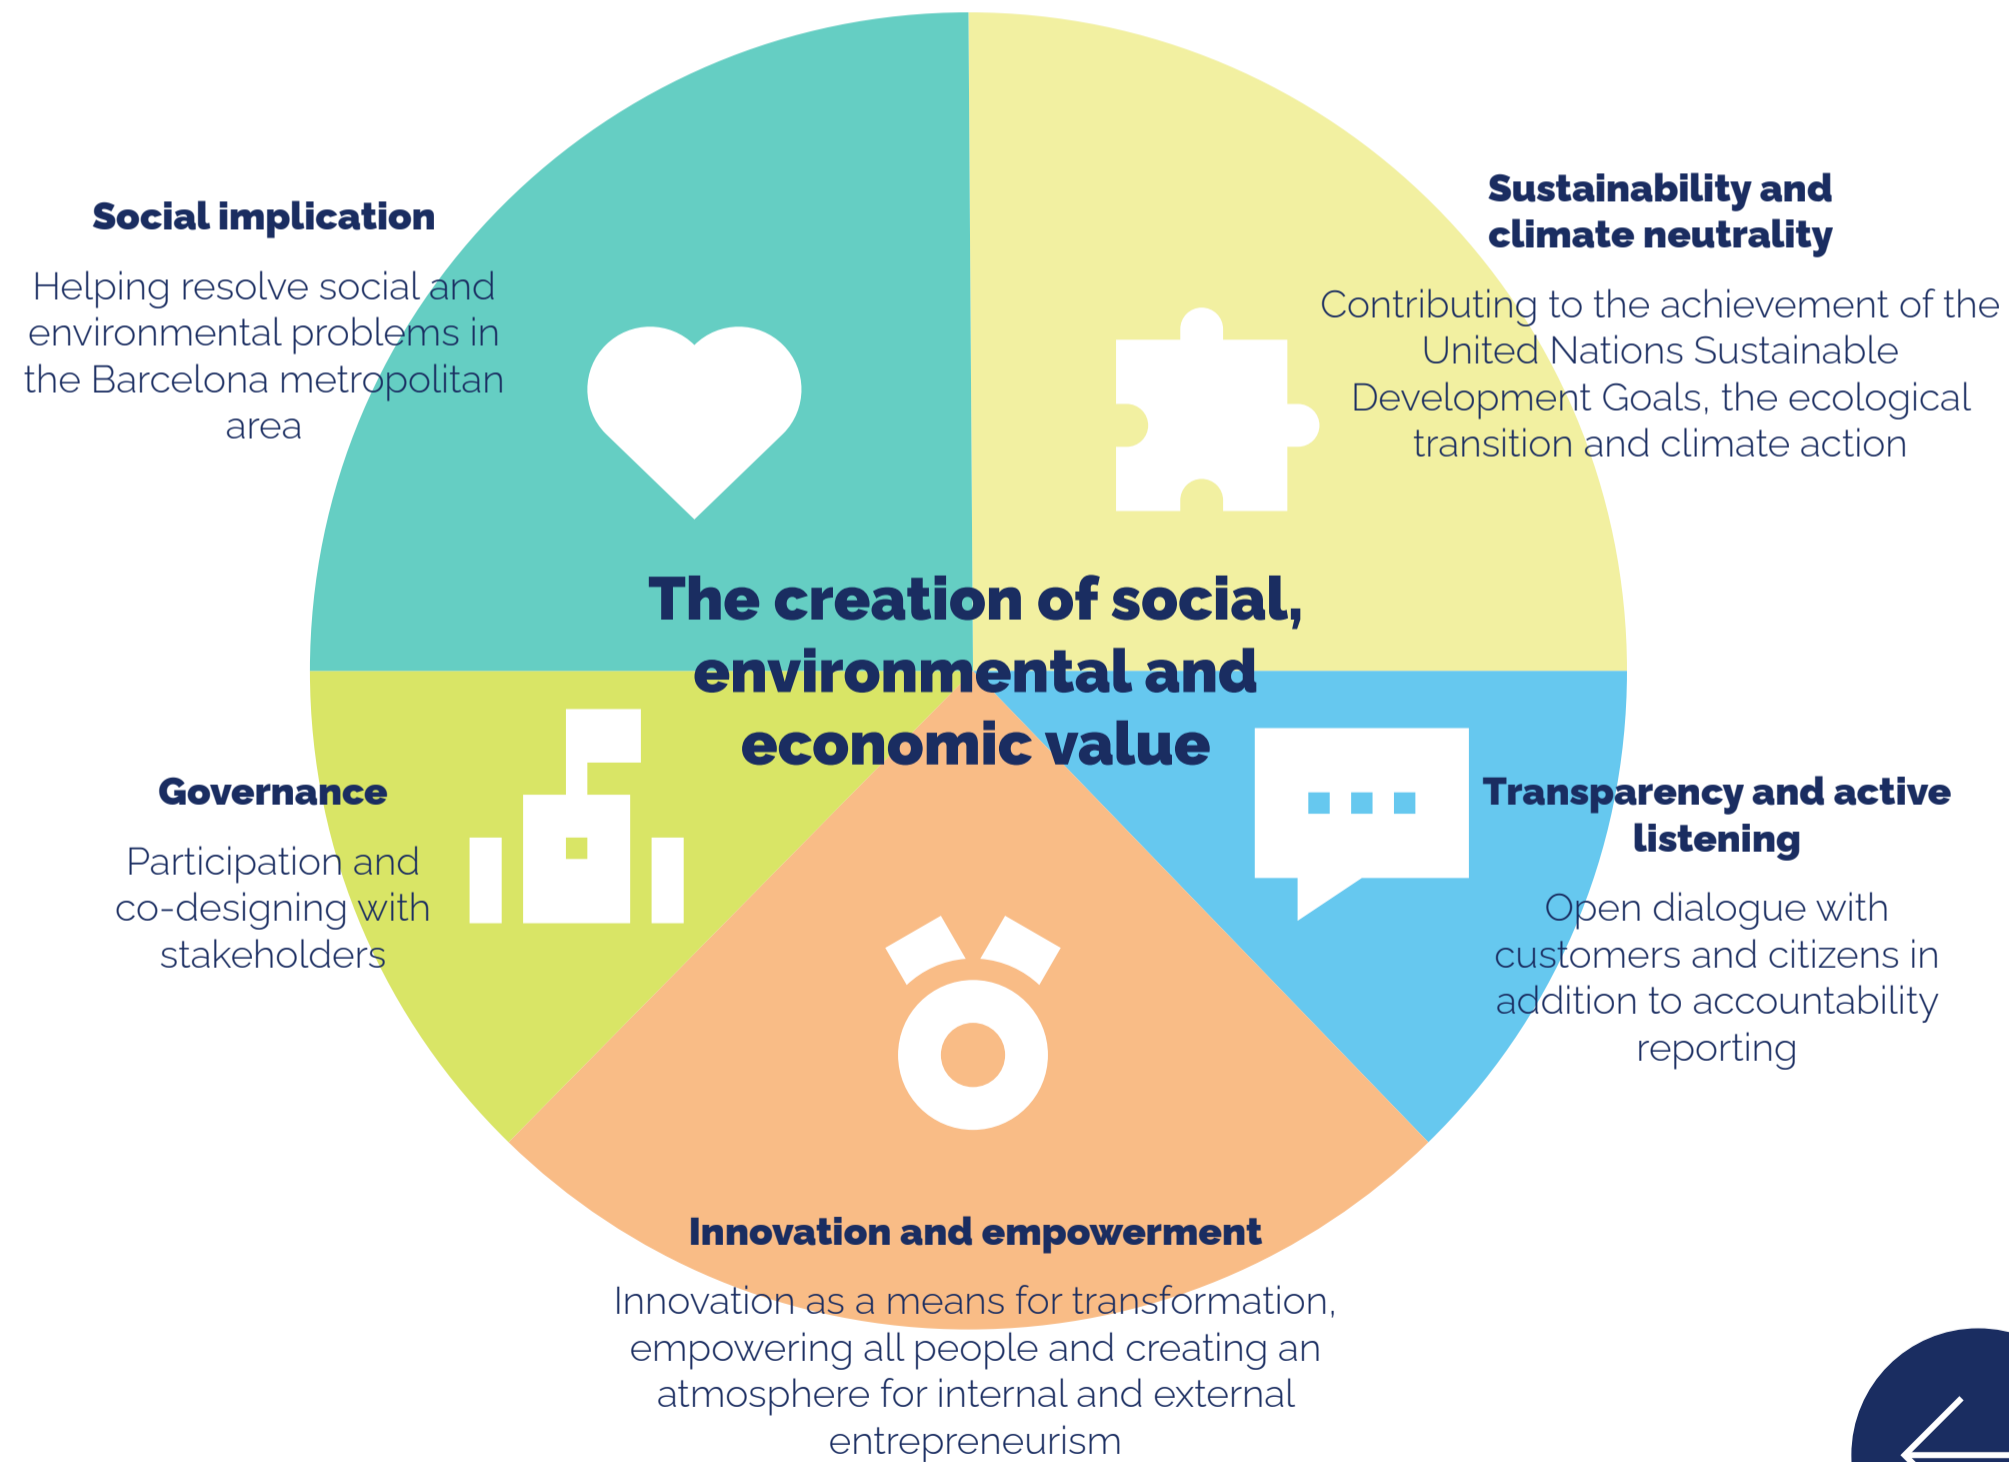 Social implication
Helping resolve social and
environmental problems in
the Barcelona metropolitan
area
Sustainability and
climate neutrality
Contributing to the achievement of the
United Nations Sustainable
Development Goals, the ecological
transition and climate action
The creation of social,
environmental and
economic value
Governance
Participation and
co-designing with
stakeholders
Transparency and active
listening
Open dialogue with
customers and citizens in
addition to accountability
reporting
Innovation and empowerment
Innovation as a means for transformation,
empowering all people and creating an
atmosphere for internal and external
entrepreneurism